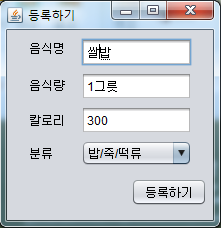 등록하기
음식명 쌀밥
음식량 1그릇
칼로리 300
분류 밥/죽/떡류
등록하기